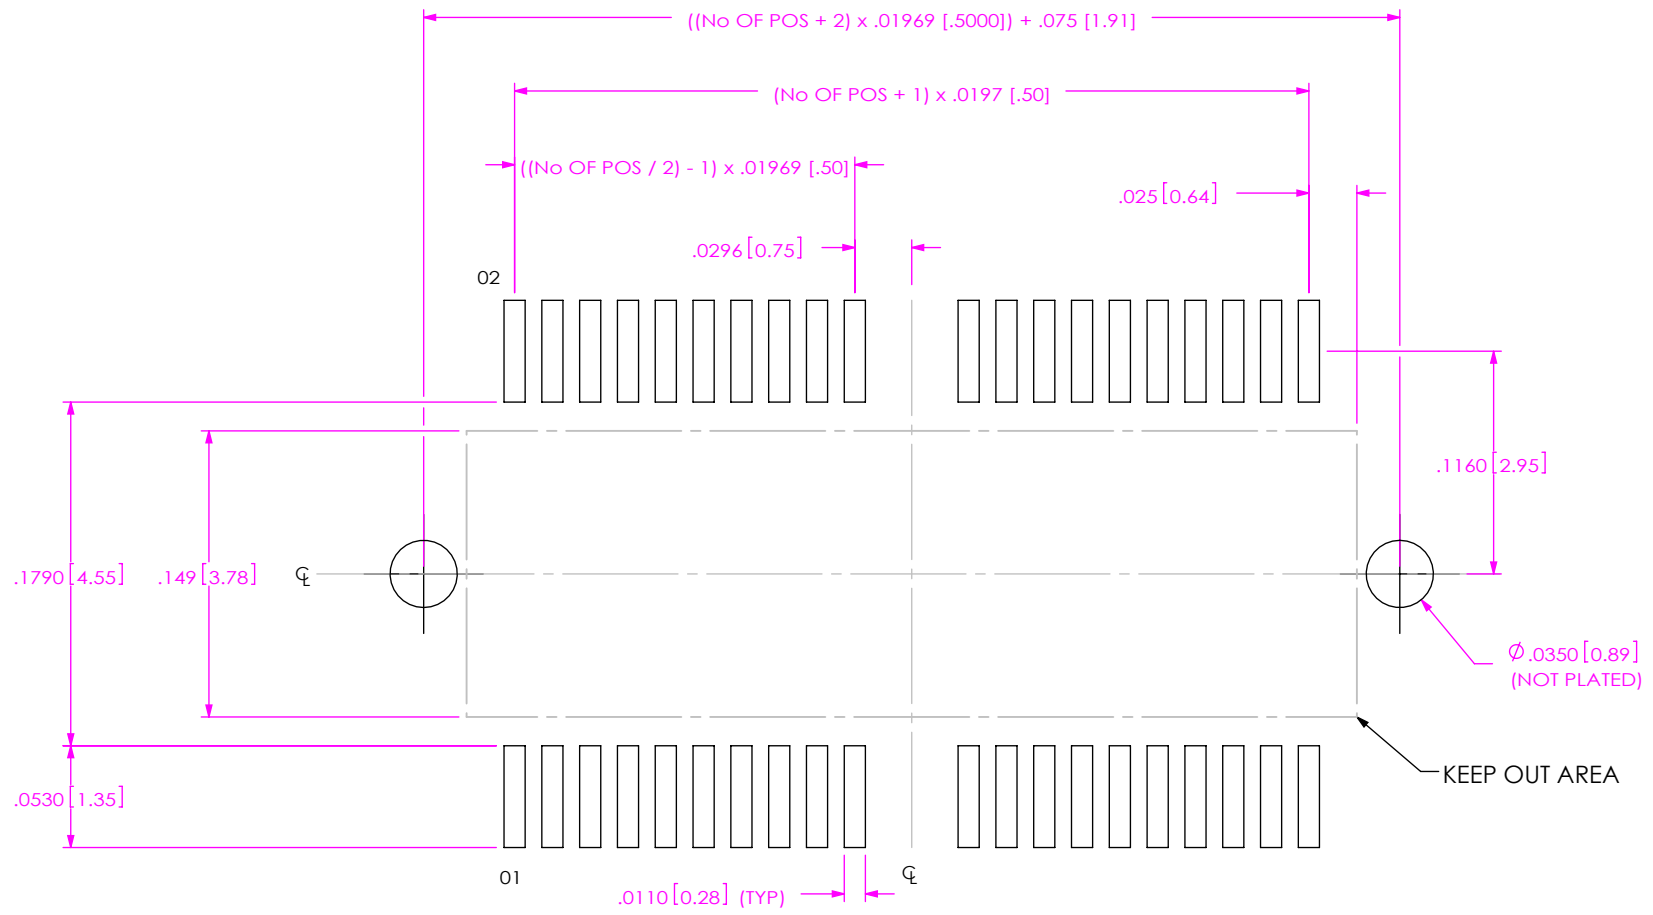 ((No OF POS + 2) x .01969 [.5000]) + .075 [1.91]
(No OF POS + 1) x .0197 [.50]
((No OF POS / 2) - 1) x .01969 [.50]
.025 [0.64]
.0296 [0.75]
02
.1160 [2.95]
.1790 [4.55]
.149 [3.78]
℄
Ø .0350 [0.89]
(NOT PLATED)
KEEP OUT AREA
.0530 [1.35]
01
℄
.0110 [0.28] (TYP)